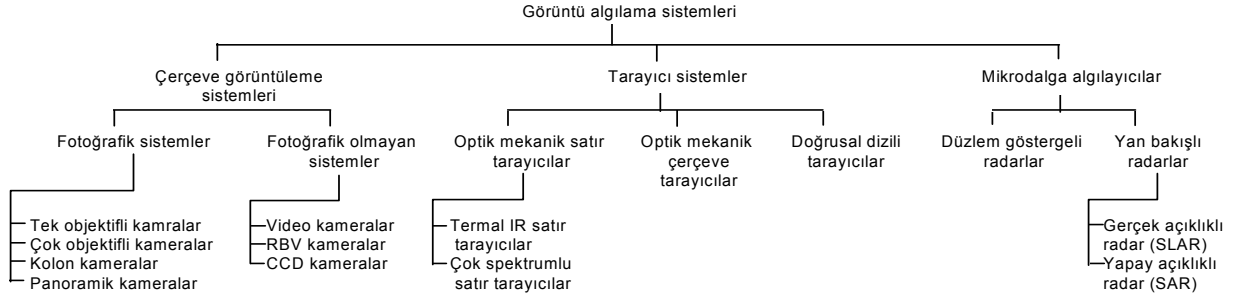 Görüntü algılama sistemleri
Çerçeve görüntüleme
sistemleri
Tarayıcı sistemler
Mikrodalga algılayıcılar
Fotoğrafik sistemler
Fotoğrafik olmayan
sistemler
Optik mekanik satır
tarayıcılar
Optik mekanik
çerçeve
tarayıcılar
Doğrusal dizili
tarayıcılar
Düzlem göstergeli
radarlar
Yan bakışlı
radarlar
Tek objektifli kamralar
Çok objektifli kameralar
Kolon kameralar
Panoramik kameralar
Video kameralar
RBV kameralar
CCD kameralar
Termal IR satır
tarayıcılar
Çok spektrumlu
satır tarayıcılar
Gerçek açıklıklı
radar (SLAR)
Yapay açıklıklı
radar (SAR)